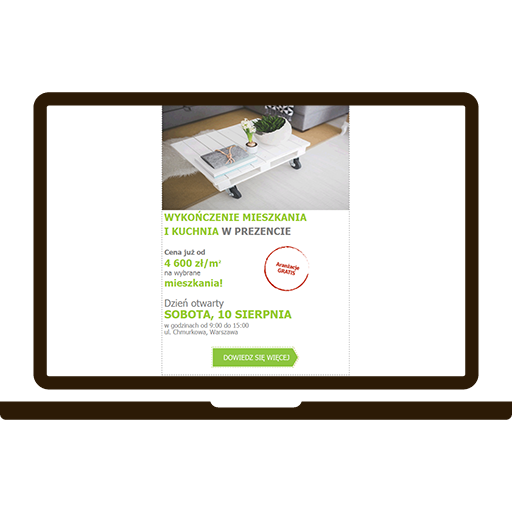 WYKOŃCZENIE MIESZKANIA
I KUCHNIA W PREZENCIE
Cena już od
4 600 zł/m²
na wybrane
mieszkania!
Aranżacje
GRATIS
Dzień otwarty
SOBOTA, 10 SIERPNIA
w godzinach od 9:00 do 15:00
ul. Chmurkowa, Warszawa
DOWIEDZ SIĘ WIĘCEJ